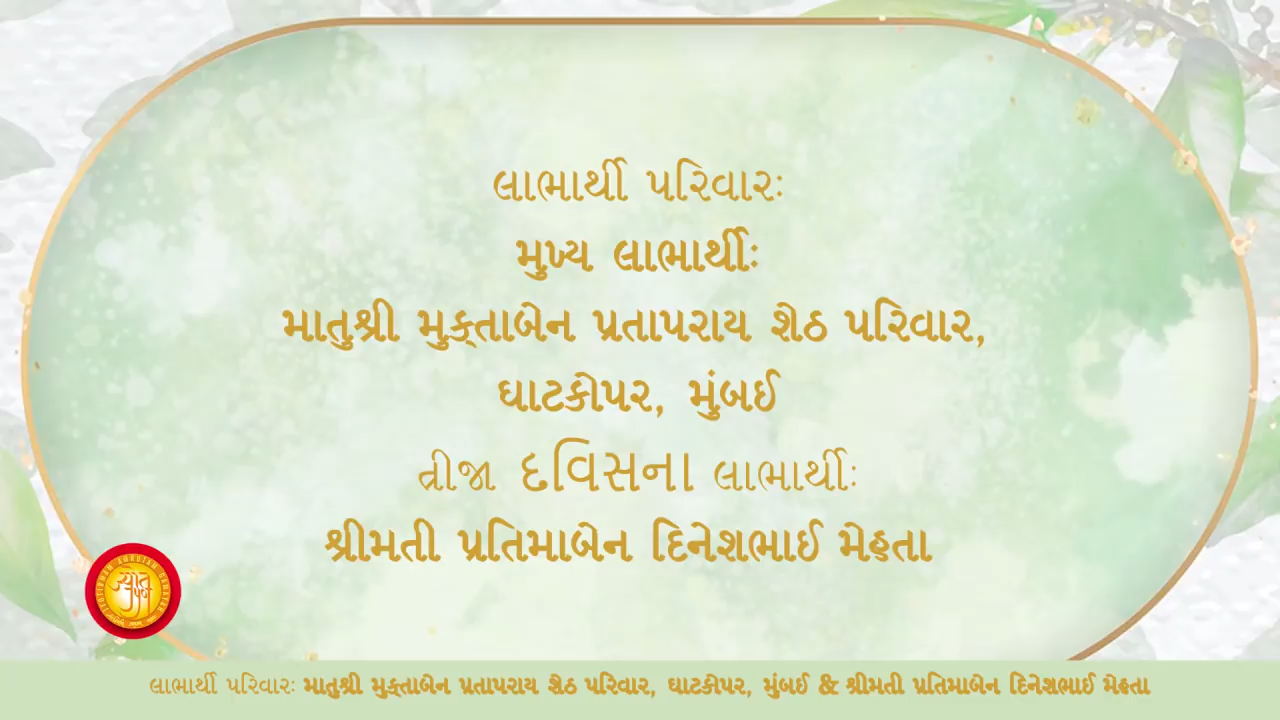 લાભાર્થી પરિવારઃ
મુખ્ય લાભાર્થીઃ
માતુશ્રી મુક્તાબેન પ્રતાપરાય શેઠ પરિવાર,
ઘાટકોપર, મુંબઈ
ત્રીજા દિવસના લાભાર્થીઃ
શ્રીમતી પ્રતિમાબેન દિનેશભાઈ મેહતા
લાભાર્થી પરિવારઃ માતુશ્રી મુક્તાબેન પ્રતાપરાય શેઠ પરિવાર, ઘાટકોપર, મુંબઈ & શ્રીમતી પ્રતિમાબેન દિનેશભાઈ મેહતા